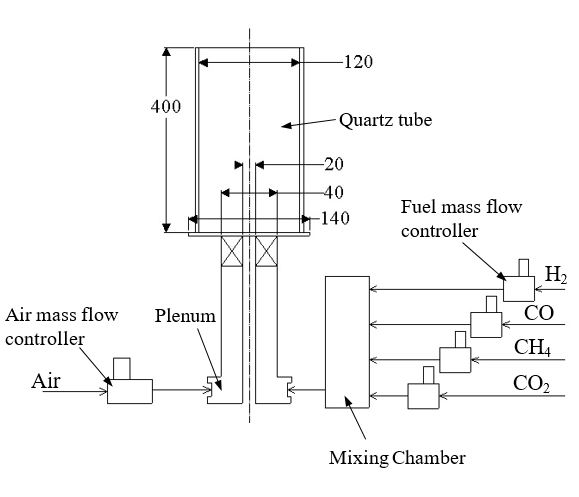 120
400
Quartz tube
20
40
140
Fuel mass flow
controller
H₂
CO
CH₄
CO₂
Air mass flow
controller
Plenum
Air
Mixing Chamber